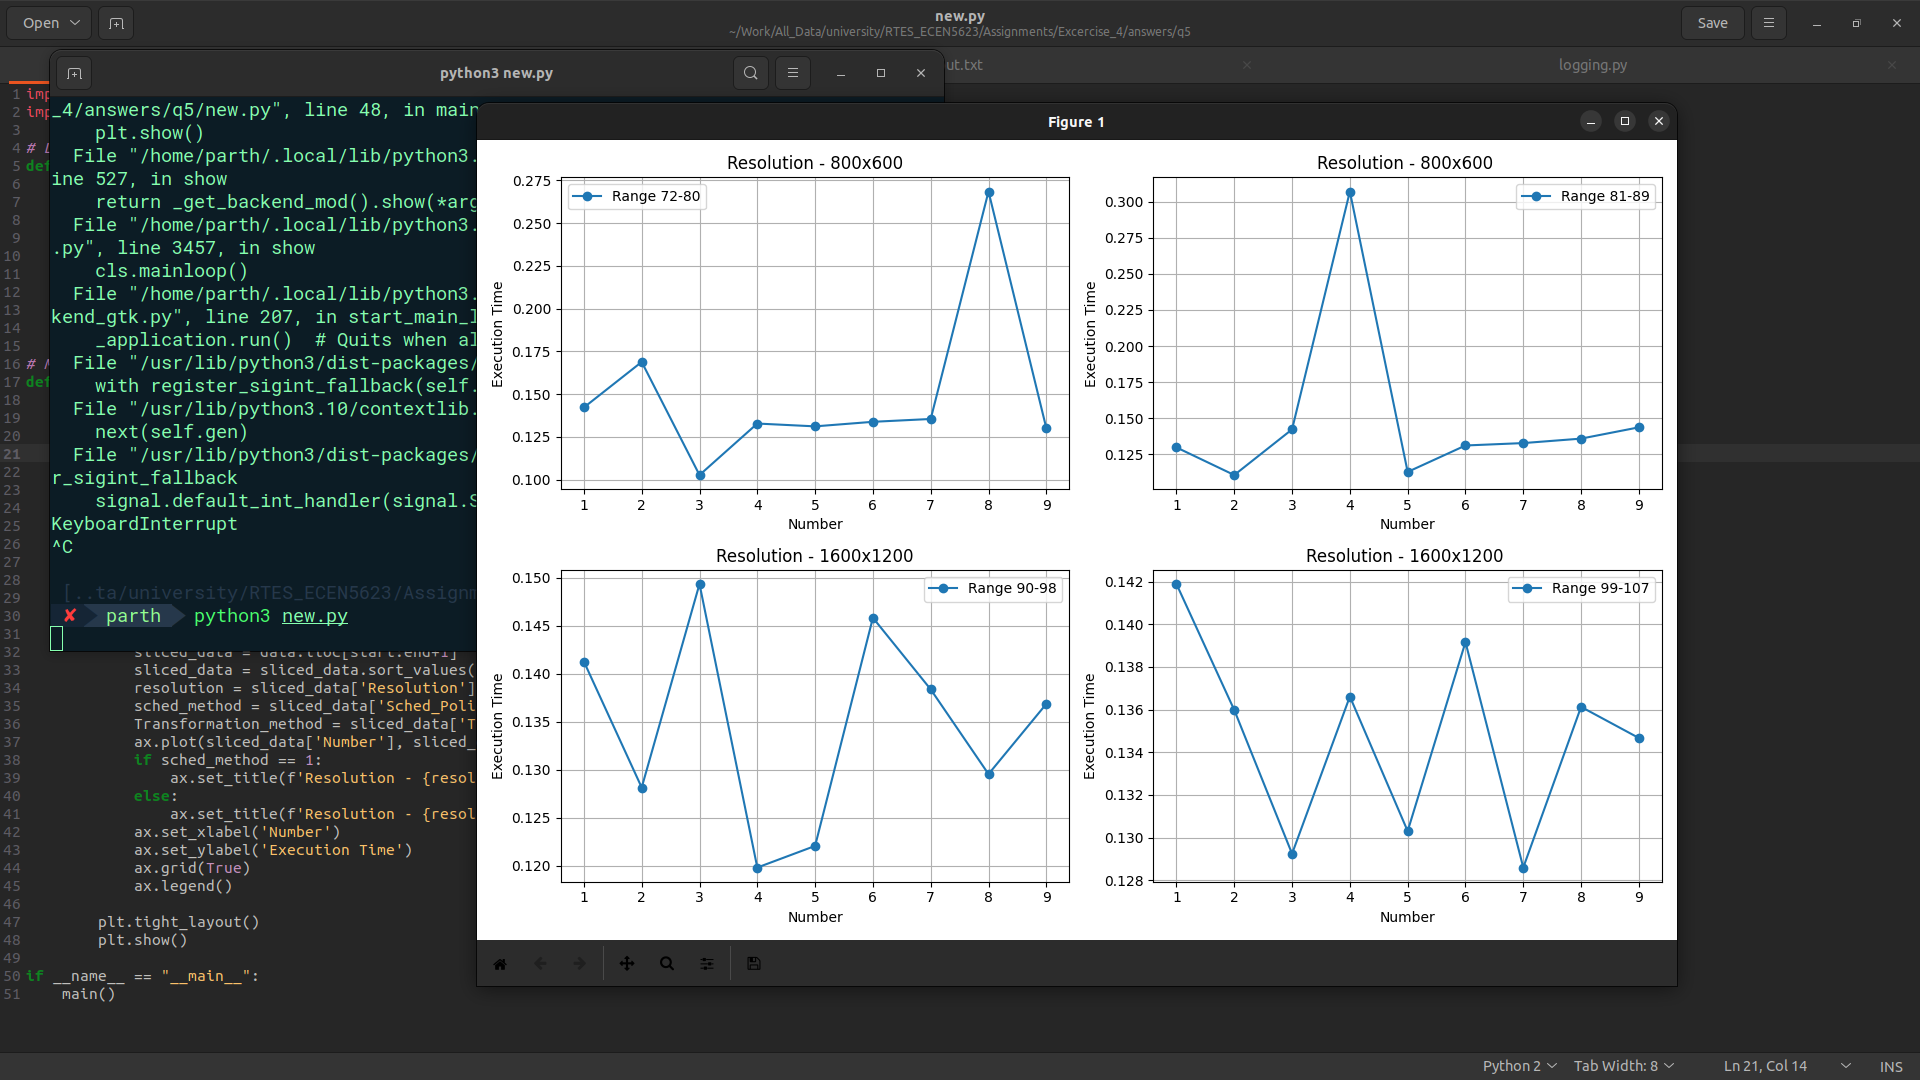 Open
new.py
~/Work/All_Data/university/RTES_ECEN5623/Assignments/Excercise_4/answers/q5
Save
python3 new.py
ut.txt
logging.py
1 imp
2 imp
3
4 #
5 def
6
7
8
9
10
11
12
13
14
15
16 #
17 def
18
19
20
21
22
23
24
25
26
27
28
29
30
31
_4/answers/q5/new.py", line 48, in main
plt.show()
File "/home/parth/.local/lib/python3.
ine 527, in show
return _get_backend_mod().show(*arg
File "/home/parth/.local/lib/python3.
.py", line 3457, in show
cls.mainloop()
File "/home/parth/.local/lib/python3.
kend_gtk.py", line 207, in start_main_l
_application.run()  # Quits when al
File "/usr/lib/python3/dist-packages/
with register_sigint_fallback(self.
File "/usr/lib/python3.10/contextlib.
next(self.gen)
File "/usr/lib/python3/dist-packages/
r_sigint_fallback
signal.default_int_handler(signal.S
KeyboardInterrupt
^C
[..ta/university/RTES_ECEN5623/Assignm
✘ parth python3 new.py
32 sliced_data = data.iloc[start:end+1]
33 sliced_data = sliced_data.sort_values(
34 resolution = sliced_data['Resolution']
35 sched_method = sliced_data['Sched_Poli
36 Transformation_method = sliced_data['T
37 ax.plot(sliced_data['Number'], sliced_
38 if sched_method == 1:
39 ax.set_title(f'Resolution - {resol
40 else:
41 ax.set_title(f'Resolution - {resol
42 ax.set_xlabel('Number')
43 ax.set_ylabel('Execution Time')
44 ax.grid(True)
45 ax.legend()
46
47 plt.tight_layout()
48 plt.show()
49
50 if __name__ == "__main__":
51 main()
Figure 1
Resolution - 800x600
Range 72-80
0.275
0.250
0.225
0.200
0.175
0.150
0.125
0.100
Execution Time
1 2 3 4 5 6 7 8 9
Number
Resolution - 800x600
Range 81-89
0.300
0.275
0.250
0.225
0.200
0.175
0.150
0.125
Execution Time
1 2 3 4 5 6 7 8 9
Number
Resolution - 1600x1200
Range 90-98
0.150
0.145
0.140
0.135
0.130
0.125
0.120
Execution Time
1 2 3 4 5 6 7 8 9
Number
Resolution - 1600x1200
Range 99-107
0.142
0.140
0.138
0.136
0.134
0.132
0.130
0.128
Execution Time
1 2 3 4 5 6 7 8 9
Number
Python 2
Tab Width: 8
Ln 21, Col 14
INS